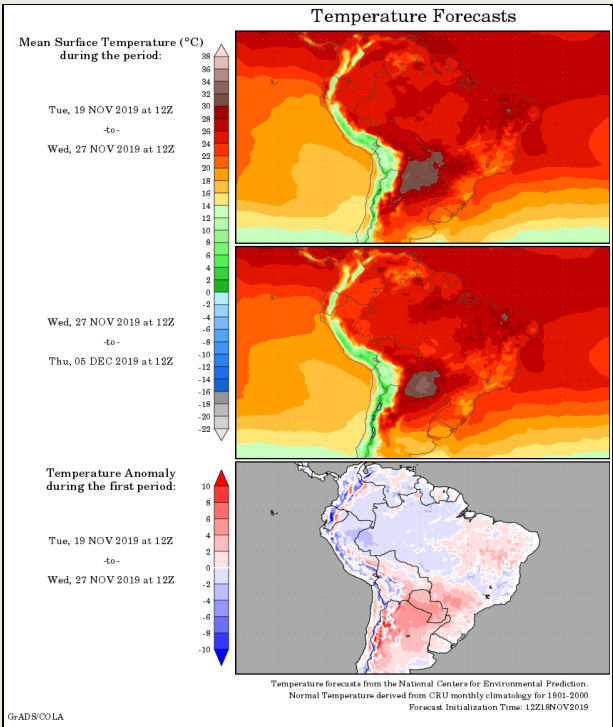 Temperature Forecasts
Mean Surface Temperature (°C)
during the period:
Tue, 19 NOV 2019 at 12Z
-to-
Wed, 27 NOV 2019 at 12Z
38
36
34
32
30
28
26
24
22
20
18
16
14
12
10
8
6
4
2
0
-2
-4
-6
-8
-10
-12
-14
-16
-18
-20
-22
Wed, 27 NOV 2019 at 12Z
-to-
Thu, 05 DEC 2019 at 12Z
Temperature Anomaly
during the first period:
Tue, 19 NOV 2019 at 12Z
-to-
Wed, 27 NOV 2019 at 12Z
10
8
6
4
2
0
-2
-4
-6
-8
-10
Temperature forecasts from the National Centers for Environmental Prediction.
Normal Temperature derived from CRU monthly climatology for 1901-2000
Forecast Initialization Time: 12Z19NOV2019
GrADS/COLA